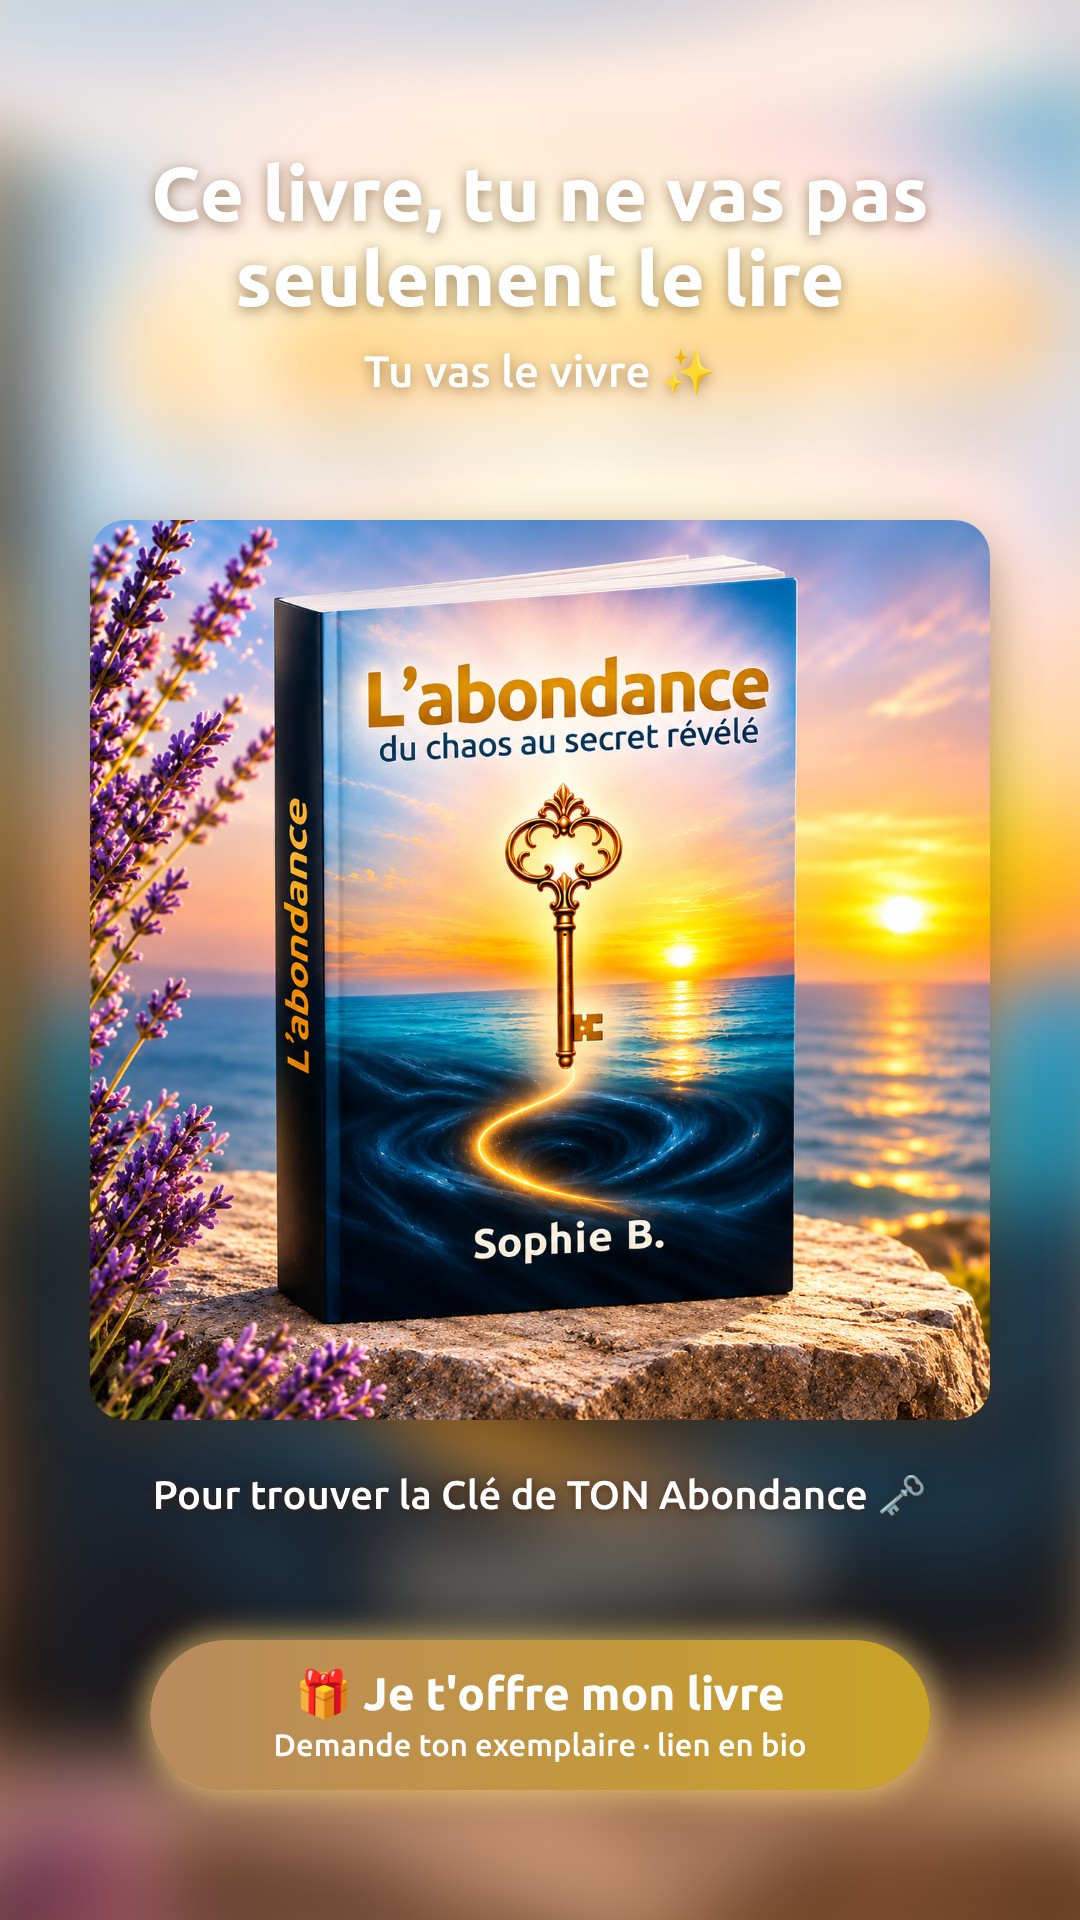 Ce livre, tu ne vas pas
seulement le lire
Tu vas le vivre ✨
L'abondance
L’abondance
du chaos au secret révélé
Sophie B.
Pour trouver la Clé de TON Abondance 🗝️
🎁 Je t'offre mon livre
Demande ton exemplaire · lien en bio